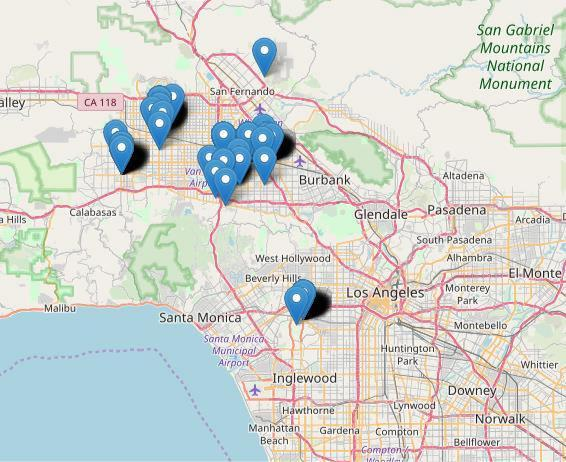 San Gabriel
Mountains
National
Monument
San Fernando
CA 118
alley
Burbank
Altadena
Glendale
Pasadena
Arcadia
a Hills
Calabasas
South Pasadena
Alhambra
West Hollywood
Beverly Hills
El Monte
Los Angeles
Monterey
Park
Malibu
Santa Monica
Montebello
Santa Monica
Municipal
Airport
Huntington
Park
Whittier
Inglewood
Downey
Lynwood
Hawthorne
Norwalk
Manhattan
Beach
Gardena
Compton
Bellflower
Compton/